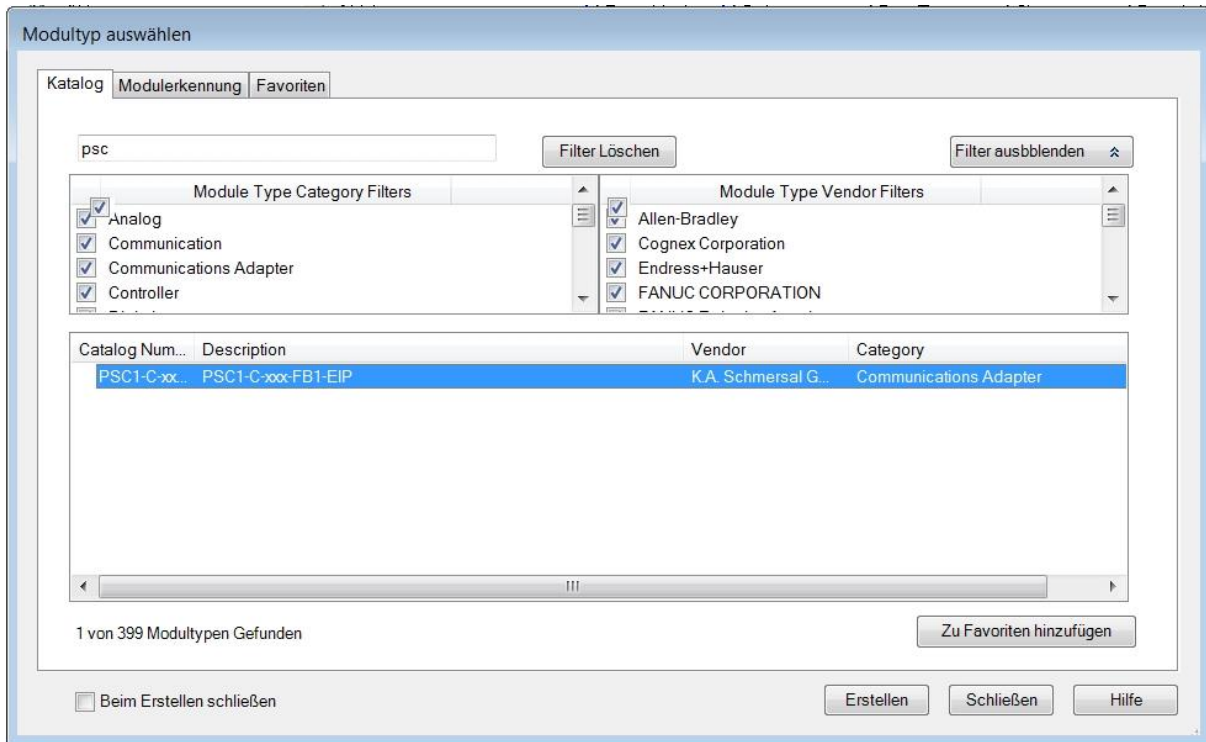 Modultyp auswählen
Katalog Modulerkennung Favoriten
psc Filter Löschen Filter ausbblenden
Module Type Category Filters Module Type Vendor Filters
Analog Allen-Bradley
Communication Cognex Corporation
Communications Adapter Endress+Hauser
Controller FANUC CORPORATION
Catalog Num... Description Vendor Category
PSC1-C-xx... PSC1-C-xxx-FB1-EIP K.A. Schmersal G... Communications Adapter
1 von 399 Modultypen Gefunden Zu Favoriten hinzufügen
Beim Erstellen schließen Erstellen Schließen Hilfe